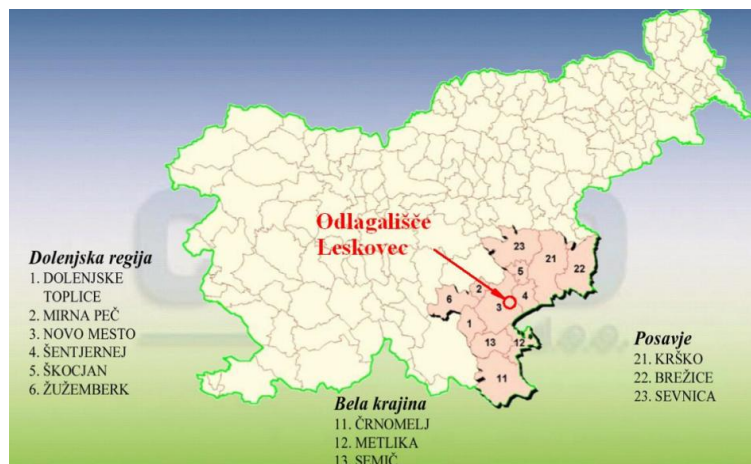 Odlagališče
Leskovec
Dolenjska regija
1. DOLENJSKE
TOPLICE
2. MIRNA PEČ
3. NOVO MESTO
4. ŠENTJERNEJ
5. ŠKOCJAN
6. ŽUŽEMBERK
23
21
22
5
2
4
6
3
1
13
12
11
Posavje
21. KRŠKO
22. BREŽICE
23. SEVNICA
Bela krajina
11. ČRNOMELJ
12. METLIKA
13. SEMIČ
d.o.o.